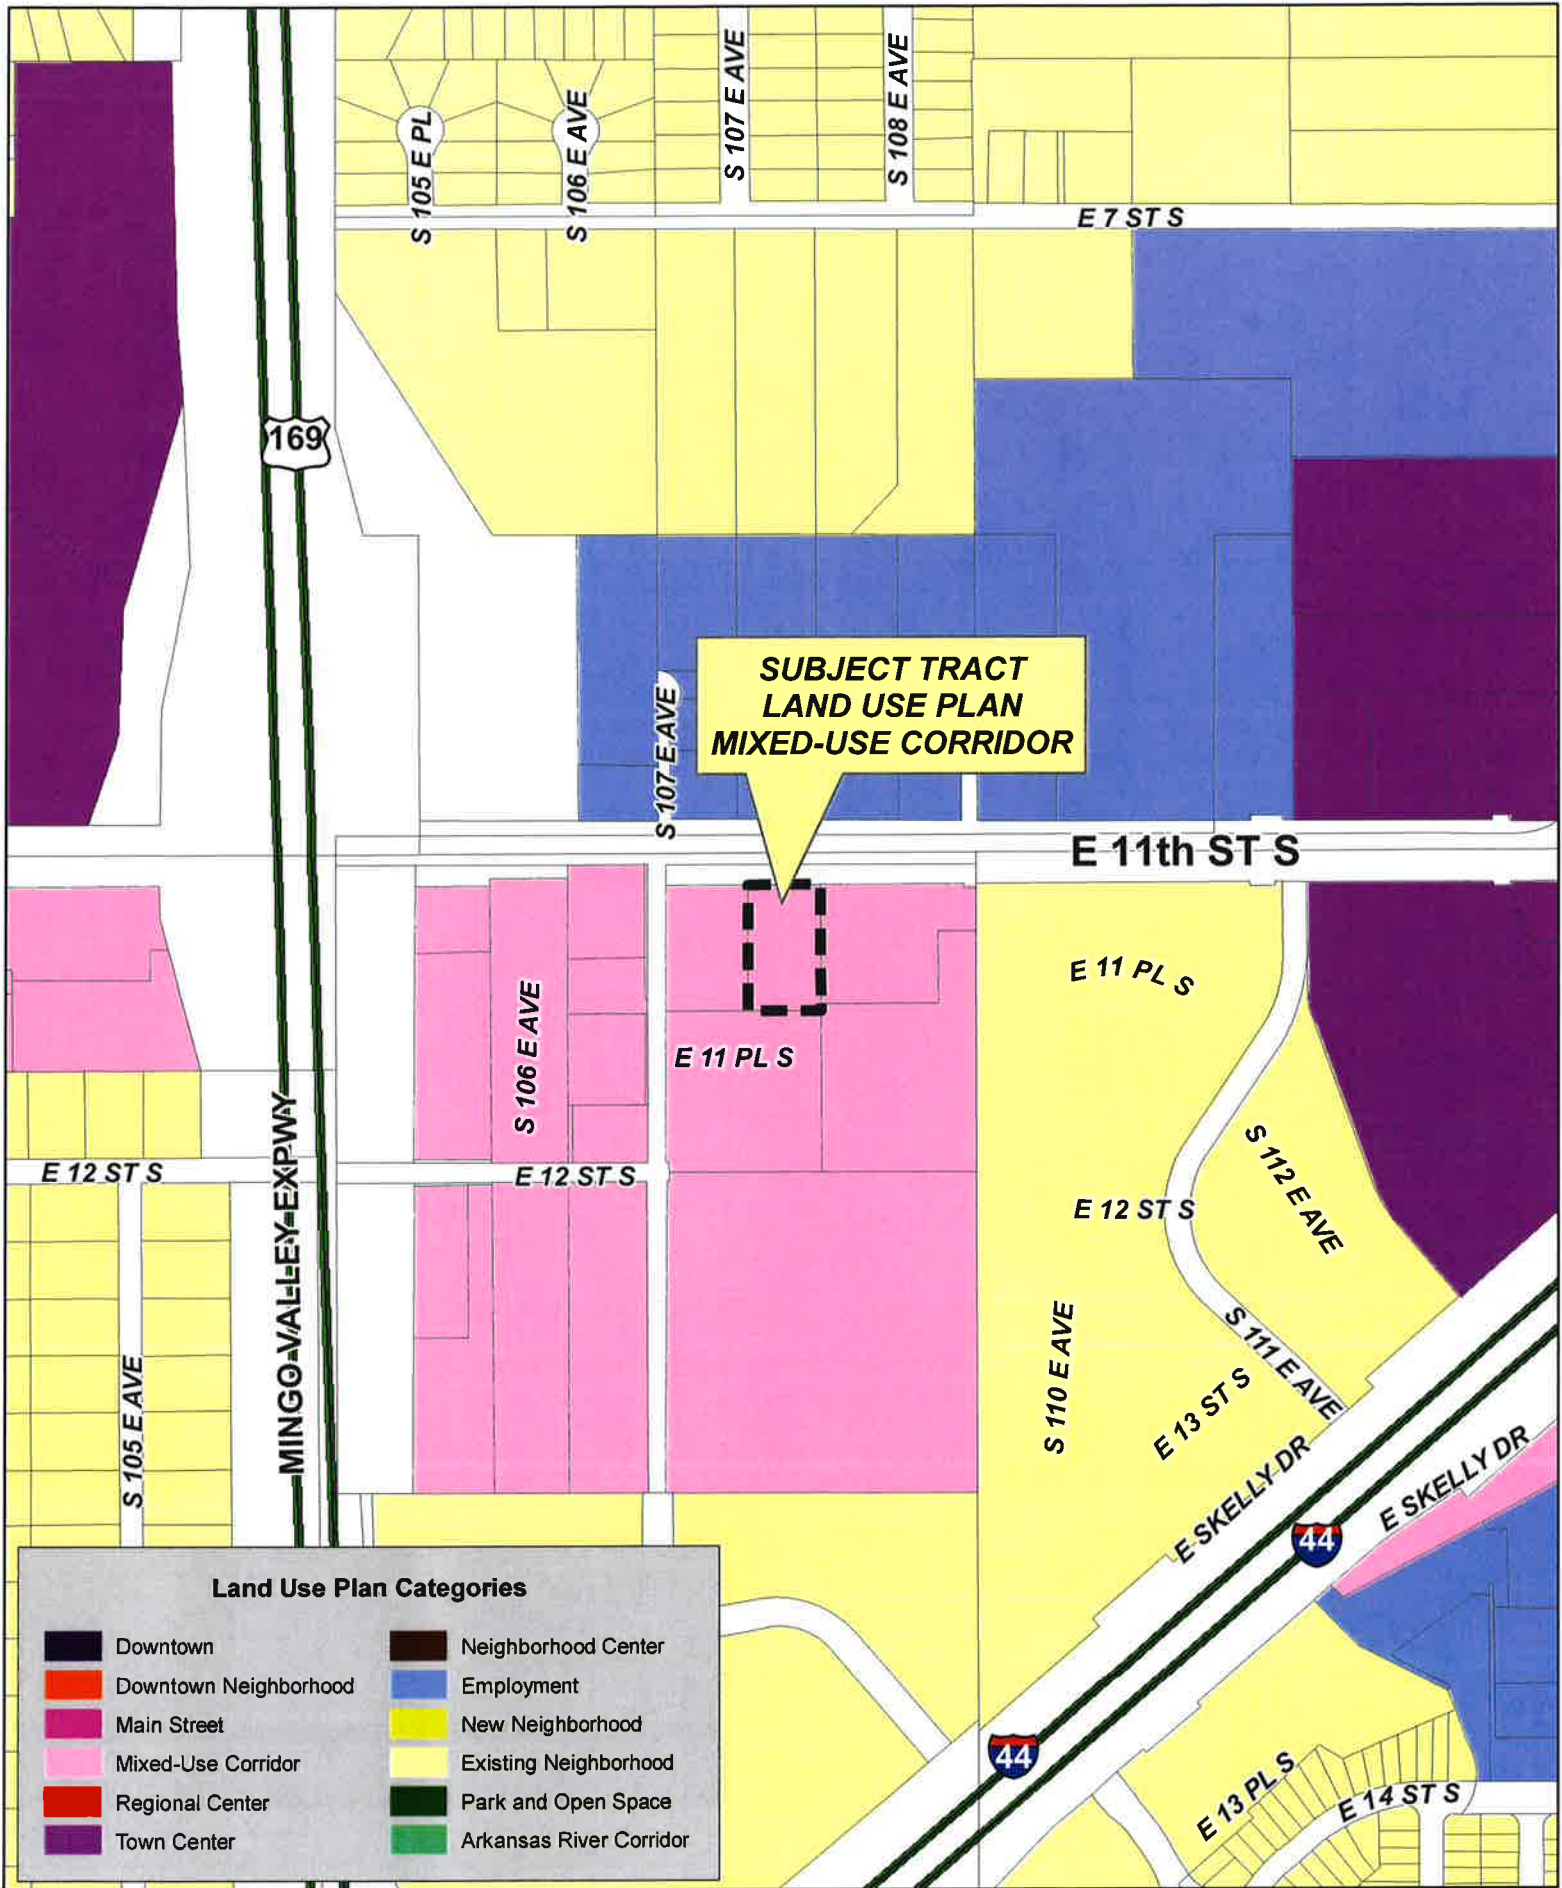 S 105 E PL
S 106 E AVE
S 107 E AVE
S 108 E AVE
E 7 ST S
169
SUBJECT TRACT
LAND USE PLAN
MIXED-USE CORRIDOR
S 107 E AVE
E 11th ST S
E 11 PL S
S 106 E AVE
E 11 PL S
MINGO VALLEY EXPWY
E 12 ST S
E 12 ST S
S 112 E AVE
E 12 ST S
S 105 E AVE
S 110 E AVE
S 111 E AVE
E 13 ST S
E SKELLY DR
E SKELLY DR
44
44
E 13 PL S
E 14 ST S
Land Use Plan Categories
Downtown
Downtown Neighborhood
Main Street
Mixed-Use Corridor
Regional Center
Town Center
Neighborhood Center
Employment
New Neighborhood
Existing Neighborhood
Park and Open Space
Arkansas River Corridor